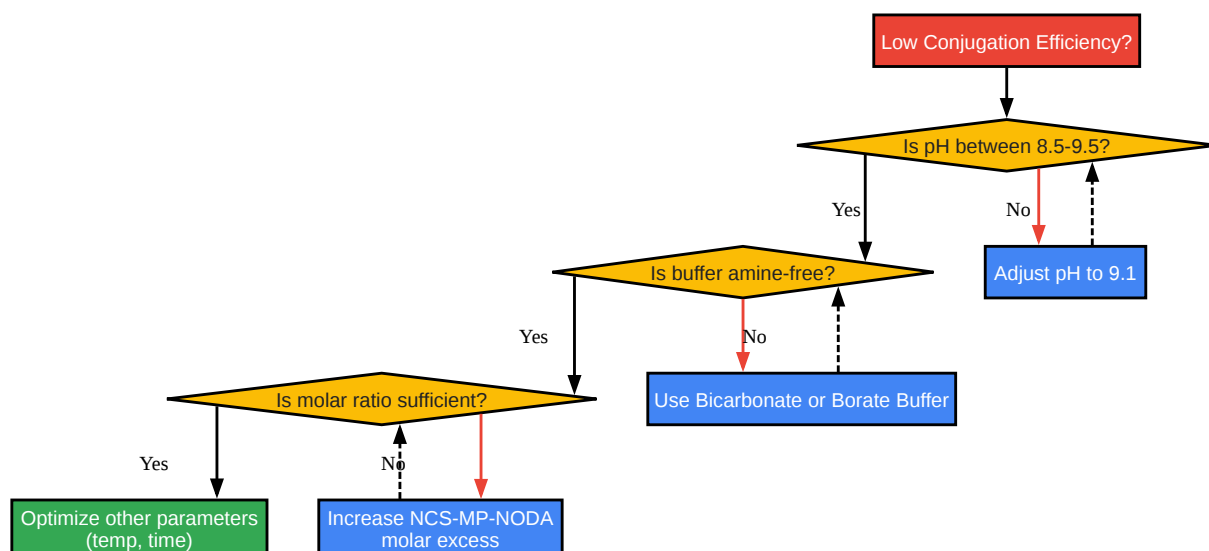 Low Conjugation Efficiency?
Is pH between 8.5-9.5?
Yes
No
Is buffer amine-free?
Adjust pH to 9.1
Yes
No
Is molar ratio sufficient?
Use Bicarbonate or Borate Buffer
Yes
No
Optimize other parameters
(temp, time)
Increase NCS-MP-NODA
molar excess